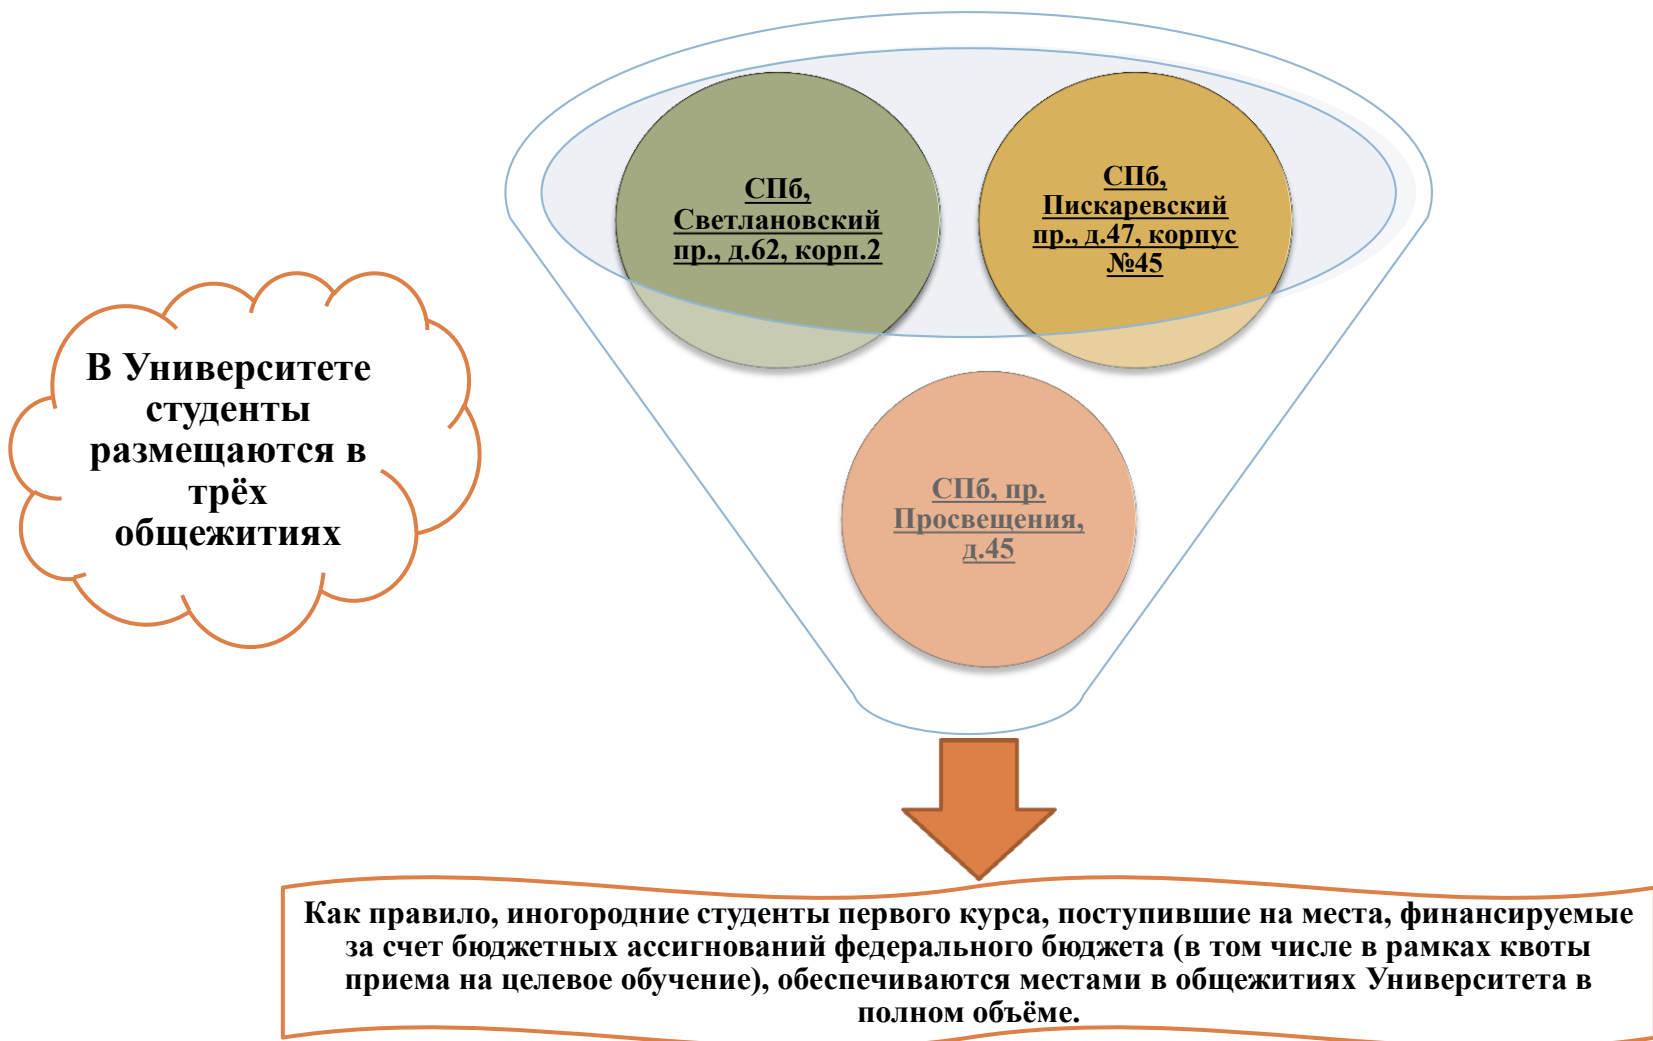 В Университете
студенты
размещаются в
трёх
общежитиях
СПб,
Светлановский
пр., д.62, корп.2
СПб,
Пискаревский
пр., д.47, корпус
№45
СПб, пр.
Просвещения,
д.45
Как правило, иногородние студенты первого курса, поступившие на места, финансируемые
за счет бюджетных ассигнований федерального бюджета (в том числе в рамках квоты
приема на целевое обучение), обеспечиваются местами в общежитиях Университета в
полном объёме.